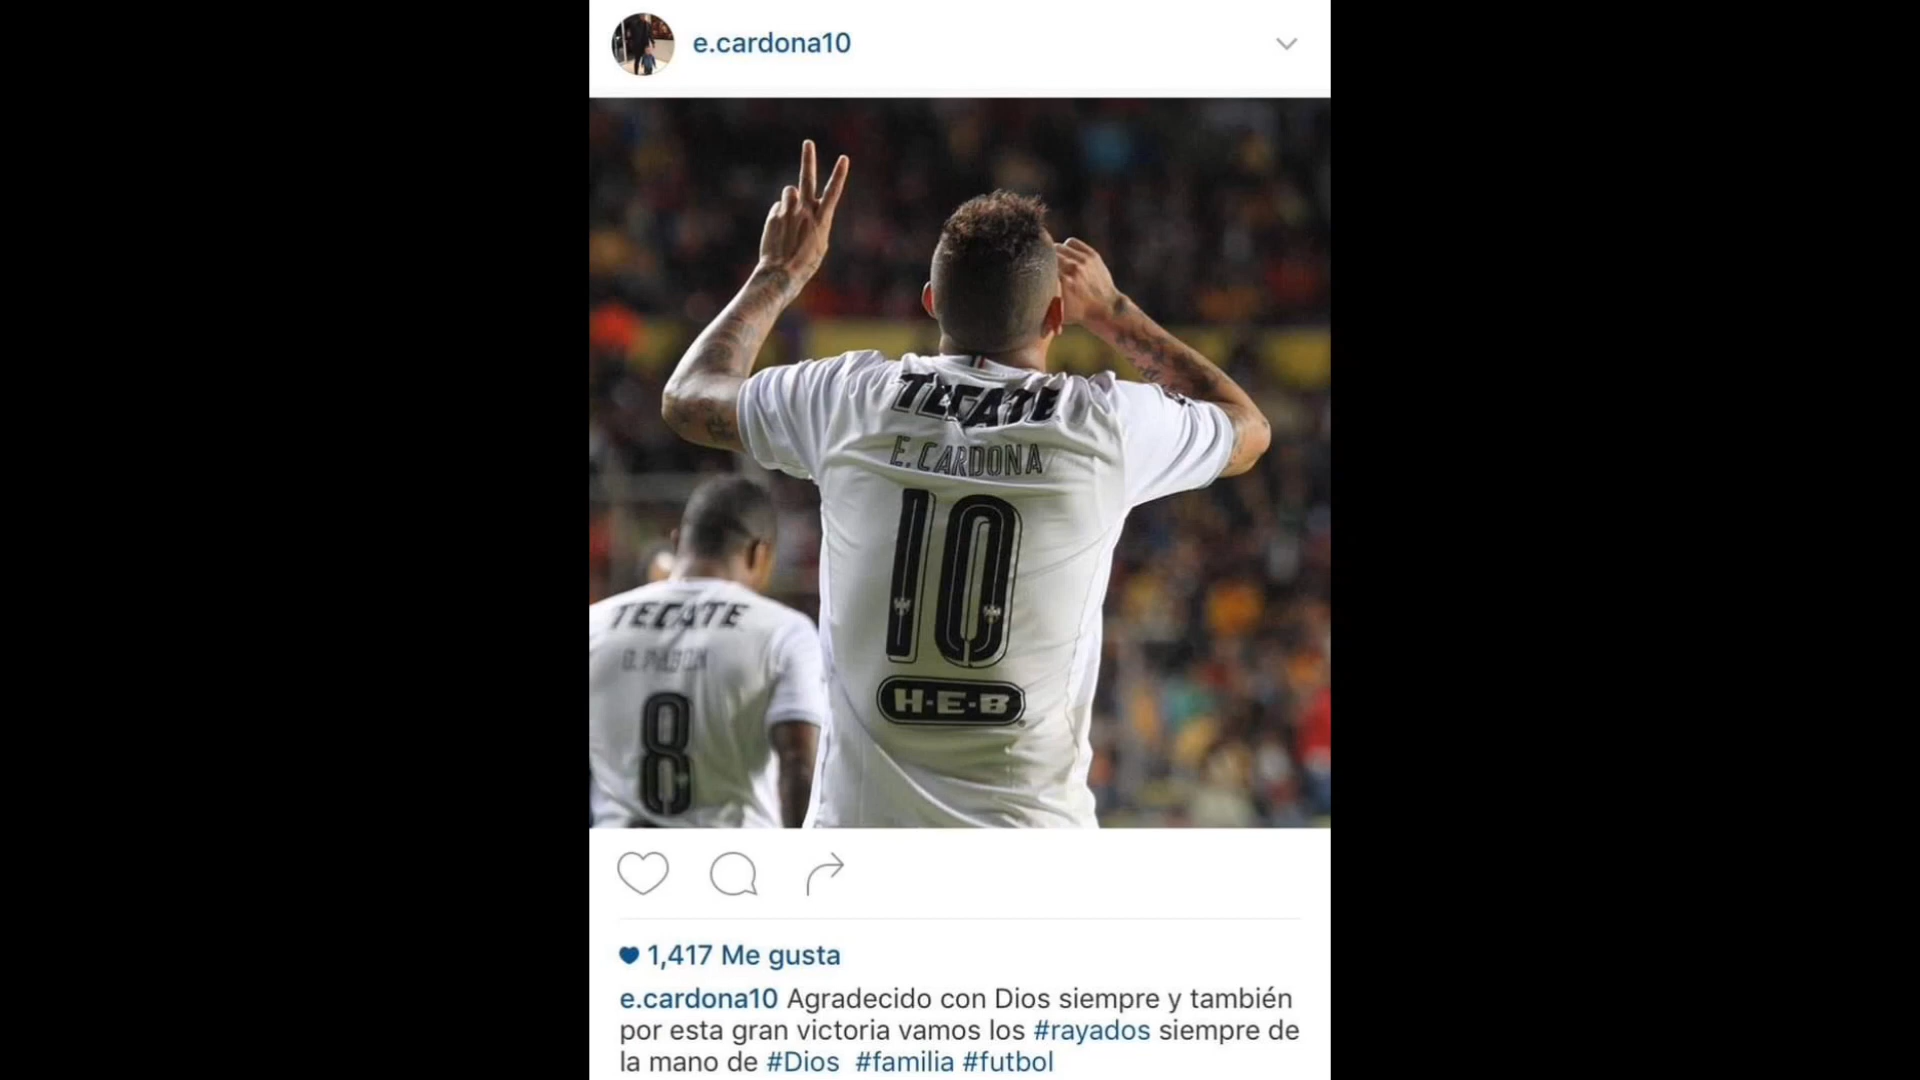 e.cardona10
TECATE
E. CARDONA
10
H-E-B
TECATE
8
1,417 Me gusta
e.cardona10 Agradecido con Dios siempre y también
por esta gran victoria vamos los #rayados siempre de
la mano de #Dios #familia #futbol